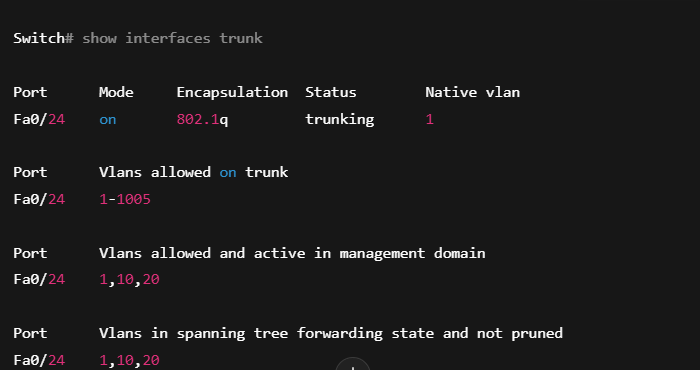 Switch# show interfaces trunk
Port Mode Encapsulation Status Native vlan
Fa0/24 on 802.1q trunking 1
Port Vlans allowed on trunk
Fa0/24 1-1005
Port Vlans allowed and active in management domain
Fa0/24 1,10,20
Port Vlans in spanning tree forwarding state and not pruned
Fa0/24 1,10,20